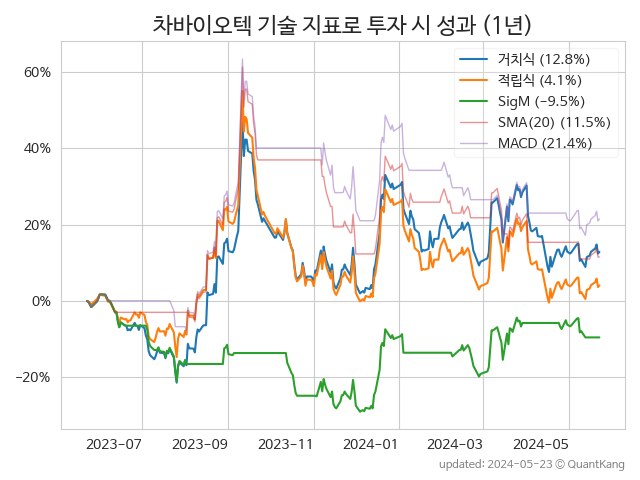 차바이오텍 기술 지표로 투자 시 성과 (1년)
거치식 (12.8%)
적립식 (4.1%)
SigM (−9.5%)
SMA(20) (11.5%)
MACD (21.4%)
60%
40%
20%
0%
−20%
2023−07 2023−09 2023−11 2024−01 2024−03 2024−05
updated: 2024−05−23 ⓒ QuantKang